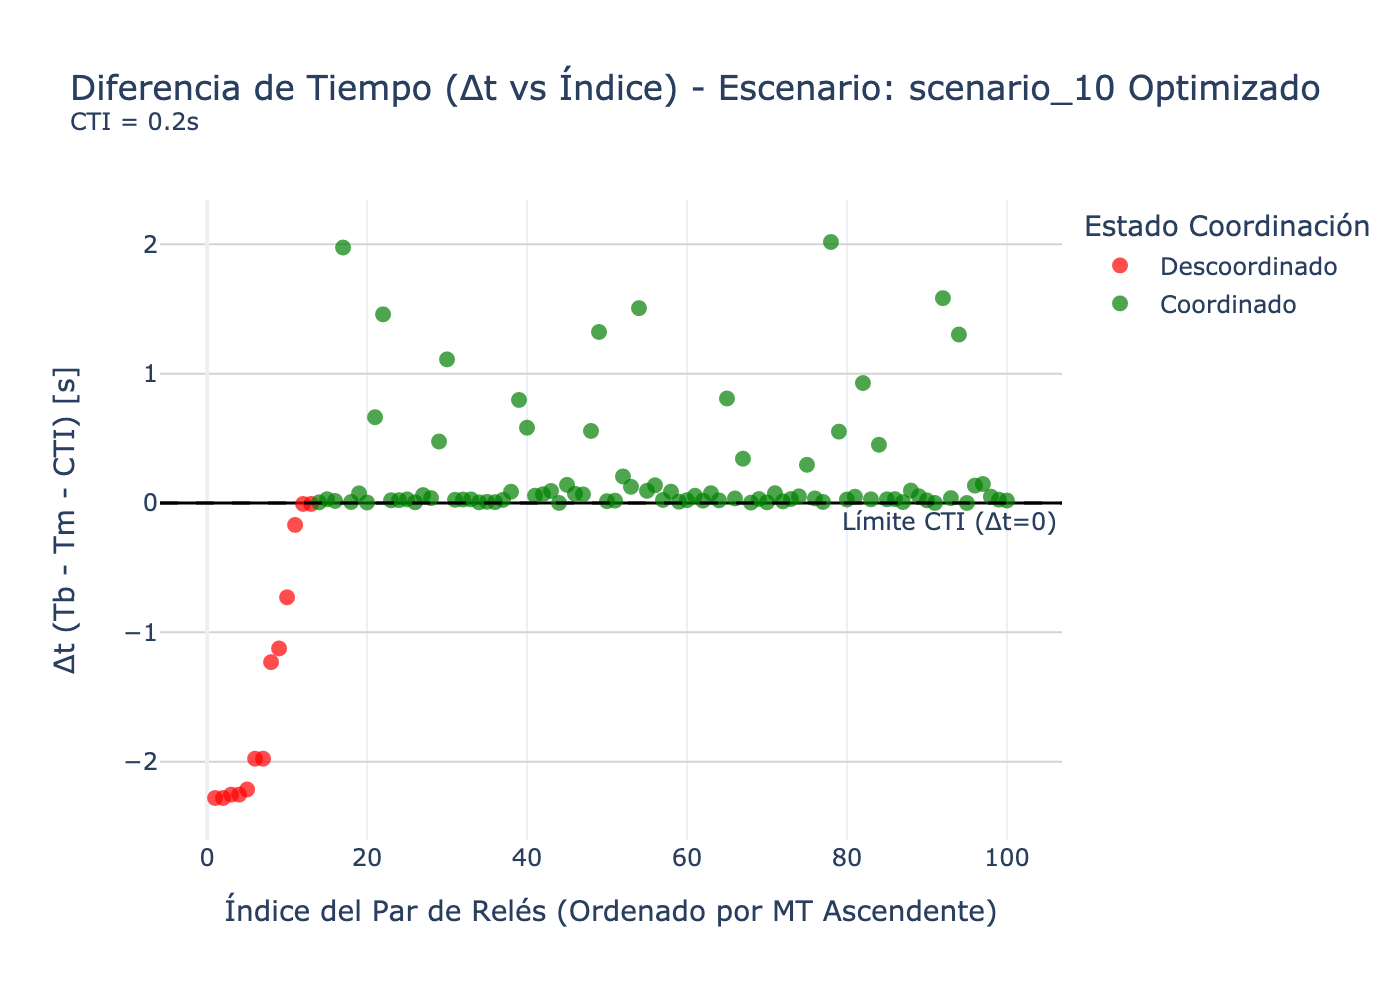 Diferencia de Tiempo (Δt vs Índice) - Escenario: scenario_10 Optimizado
CTI = 0.2s
Estado Coordinación
Descoordinado
Coordinado
Δt (Tb - Tm - CTI) [s]
2
1
0
−1
−2
Límite CTI (Δt=0)
0 20 40 60 80 100
Índice del Par de Relés (Ordenado por MT Ascendente)